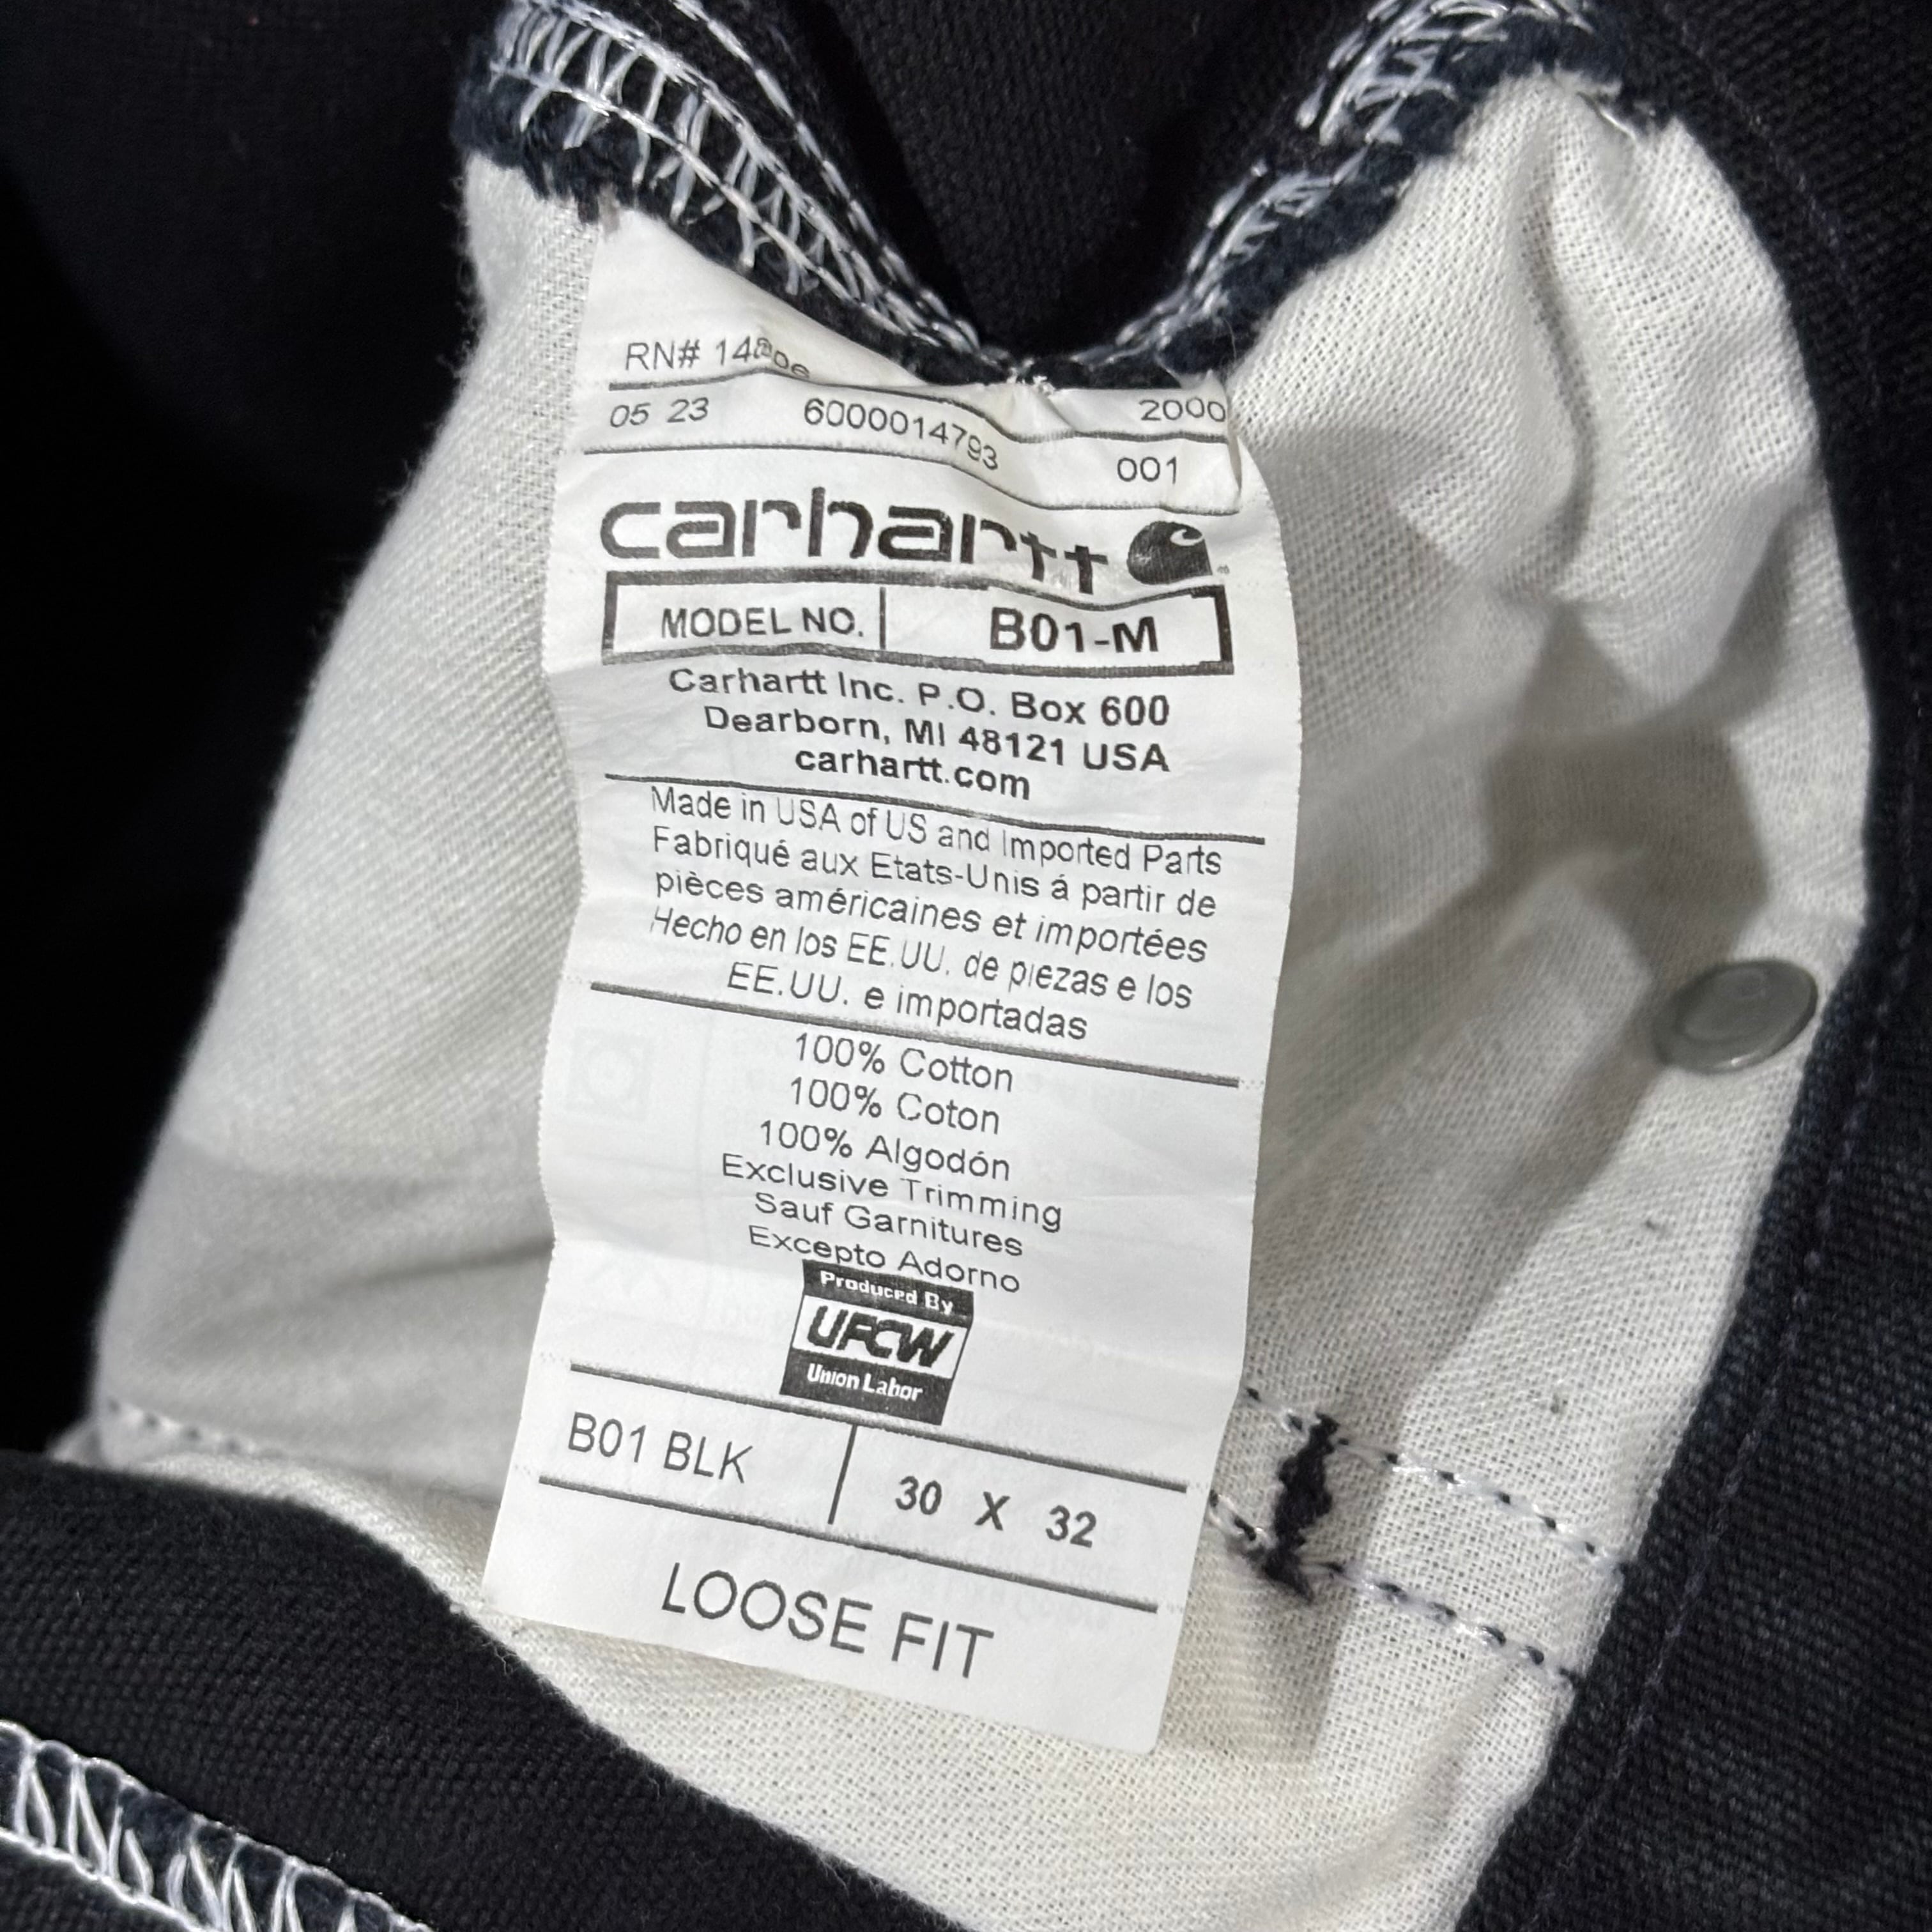 RN# 14806
05 23 6000014793 2000
001
carhartt
MODEL NO. B01-M
Carhartt Inc. P.O. Box 600
Dearborn, MI 48121 USA
carhartt.com
Made in USA of US and Imported Parts
Fabriqué aux Etats-Unis á partir de
pièces américaines et importées
Hecho en los EE.UU. de piezas e los
EE.UU. e importadas
100% Cotton
100% Coton
100% Algodón
Exclusive Trimming
Sauf Garnitures
Excepto Adorno
Produced By
UFCW
Union Labor
B01 BLK 30 X 32
LOOSE FIT